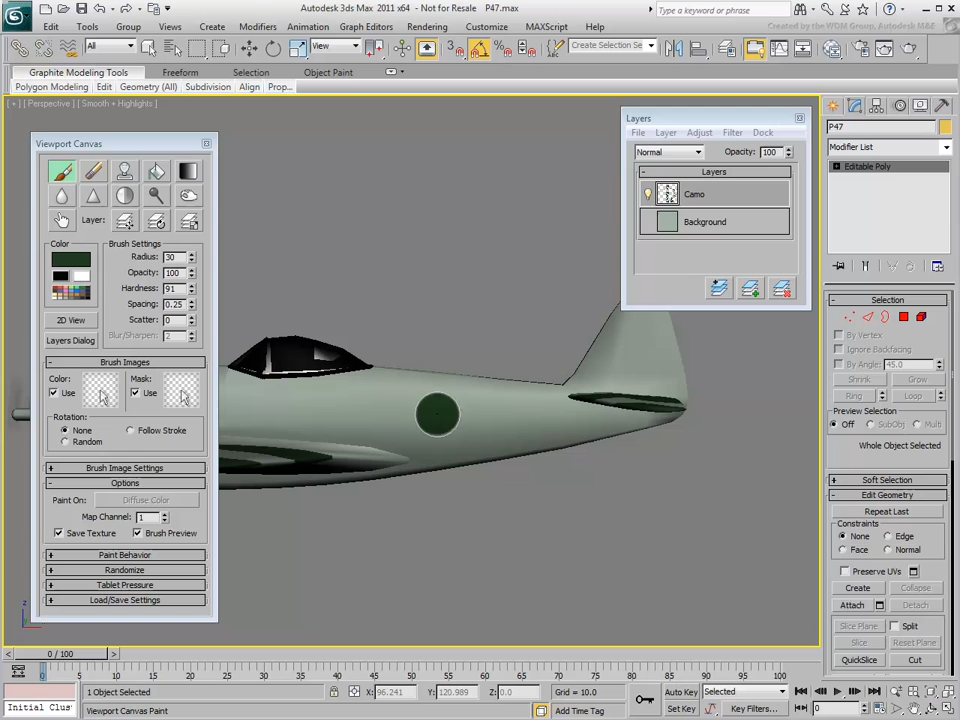 Autodesk 3ds Max 2011 x64 - Not for Resale P47.max
Type a keyword or phrase
Edit Tools Group Views Create Modifiers Animation Graph Editors Rendering Customize MAXScript Help
Autodesk M&E
All
View
3
Create Selection Se
Graphite Modeling Tools Freeform Selection Object Paint
Polygon Modeling Edit Geometry (All) Subdivision Align Prop...
[ + ] [ Perspective ] [ Smooth + Highlights ]
Viewport Canvas
Layer:
Color
Brush Settings
Radius: 30
Opacity: 100
Hardness: 91
Spacing: 0.25
Scatter: 0
Blur/Sharpen: 2
2D View
Layers Dialog
Brush Images
Color:
Use
Mask:
Use
Rotation:
None
Follow Stroke
Random
Brush Image Settings
Options
Paint On: Diffuse Color
Map Channel: 1
Save Texture
Brush Preview
Paint Behavior
Randomize
Tablet Pressure
Load/Save Settings
Layers
File Layer Adjust Filter Dock
Normal
Opacity: 100
Layers
Camo
Background
P47
Modifier List
Editable Poly
Selection
By Vertex
Ignore Backfacing
By Angle: 45.0
Shrink Grow
Ring Loop
Preview Selection
Off SubObj Multi
Whole Object Selected
Soft Selection
Edit Geometry
Repeat Last
Constraints
None Edge
Face Normal
Preserve UVs
Create Collapse
Attach Detach
Slice Plane Split
Slice Reset Plane
QuickSlice Cut
z
0 / 100
0 5 10 15 20 25 30 35 40 45 50 55 60 65 70 75 80 85 90 95 100
1 Object Selected
X: 96.241 Y: 120.989 Z: 0.0
Grid = 10.0
Auto Key
Selected
Initial Clus
Viewport Canvas Paint
Add Time Tag
Set Key
Key Filters...
0